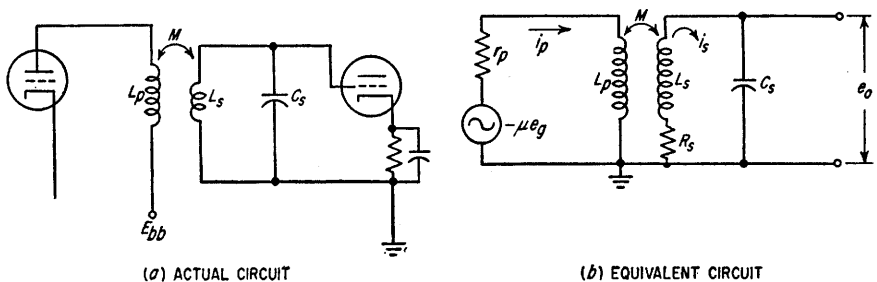 M
Lp
Ls
Cs
Ebb
(a) ACTUAL CIRCUIT
rp
ip
M
is
Lp
Ls
Cs
eo
-μeg
Rs
(b) EQUIVALENT CIRCUIT